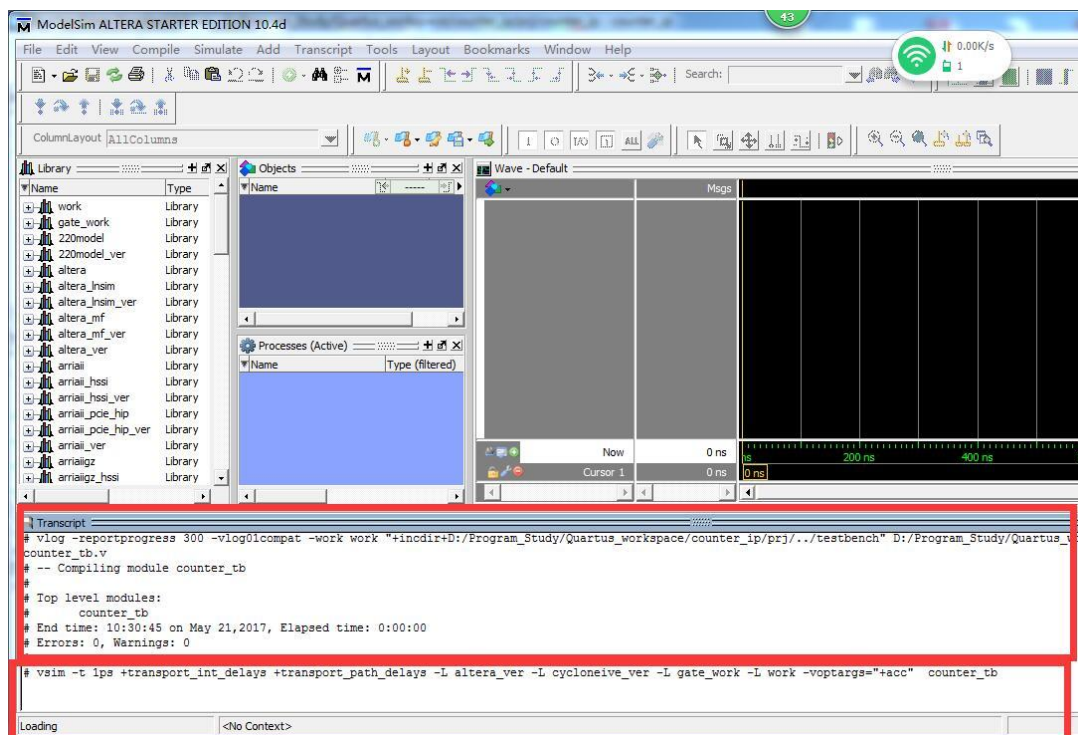 43
ModelSim ALTERA STARTER EDITION 10.4d
0.00K/s
1
File Edit View Compile Simulate Add Transcript Tools Layout Bookmarks Window Help
Search:
ColumnLayout AllColumns
I O I/O ALL
Library
Name Type
work Library
gate_work Library
220model Library
220model_ver Library
altera Library
altera_lnsim Library
altera_lnsim_ver Library
altera_mf Library
altera_mf_ver Library
altera_ver Library
arriaii Library
arriaii_hssi Library
arriaii_hssi_ver Library
arriaii_pcie_hip Library
arriaii_pcie_hip_ver Library
arriaii_ver Library
arriaiigz Library
arriaiigz_hssi Library
Objects
Name
Processes (Active)
Name Type (filtered)
Wave - Default
Msgs
Now 0 ns
Cursor 1 0 ns
ns 200 ns 400 ns
0 ns
Transcript
# vlog -reportprogress 300 -vlog01compat -work work "+incdir+D:/Program_Study/Quartus_workspace/counter_ip/prj/../testbench" D:/Program_Study/Quartus_wo
counter_tb.v
# -- Compiling module counter_tb
#
# Top level modules:
# counter_tb
# End time: 10:30:45 on May 21,2017, Elapsed time: 0:00:00
# Errors: 0, Warnings: 0
# vsim -t 1ps +transport_int_delays +transport_path_delays -L altera_ver -L cycloneive_ver -L gate_work -L work -voptargs="+acc" counter_tb
Loading <No Context>